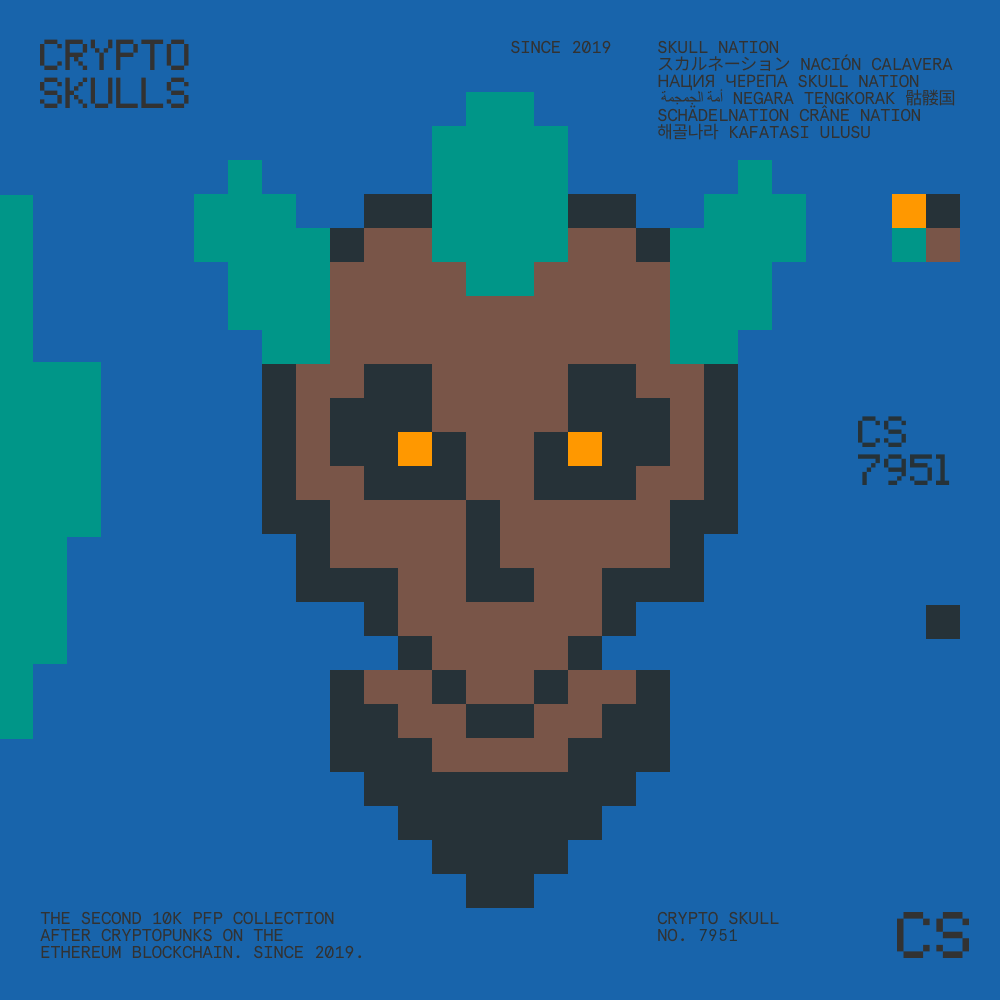 CRYPTO
SKULLS
SINCE 2019
SKULL NATION
スカルネーション NACIÓN CALAVERA
НАЦИЯ ЧЕРЕПА SKULL NATION
أمة الجمجمة NEGARA TENGKORAK 骷髅国
SCHÄDELNATION CRÂNE NATION
해골나라 KAFATASI ULUSU
CS
7951
THE SECOND 10K PFP COLLECTION
AFTER CRYPTOPUNKS ON THE
ETHEREUM BLOCKCHAIN. SINCE 2019.
CRYPTO SKULL
NO. 7951
CS